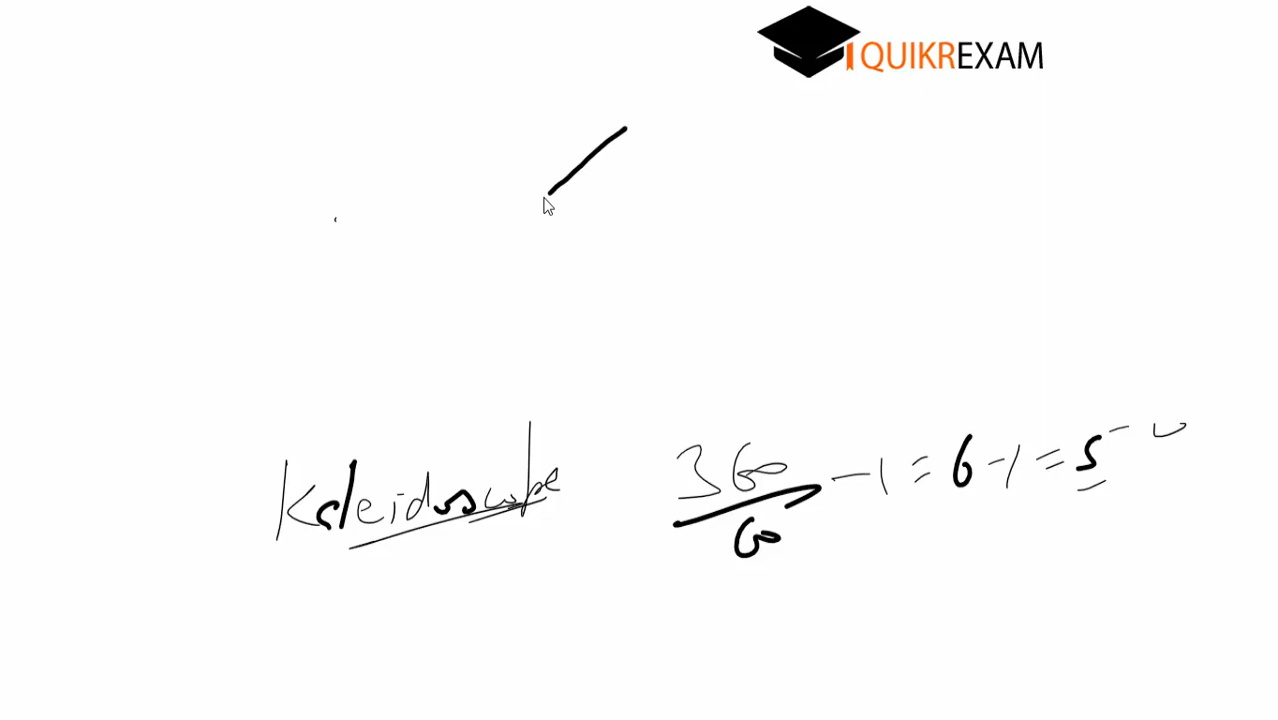 QUIKREXAM
Kaleidoscope
360/60 - 1 = 6 - 1 = 5